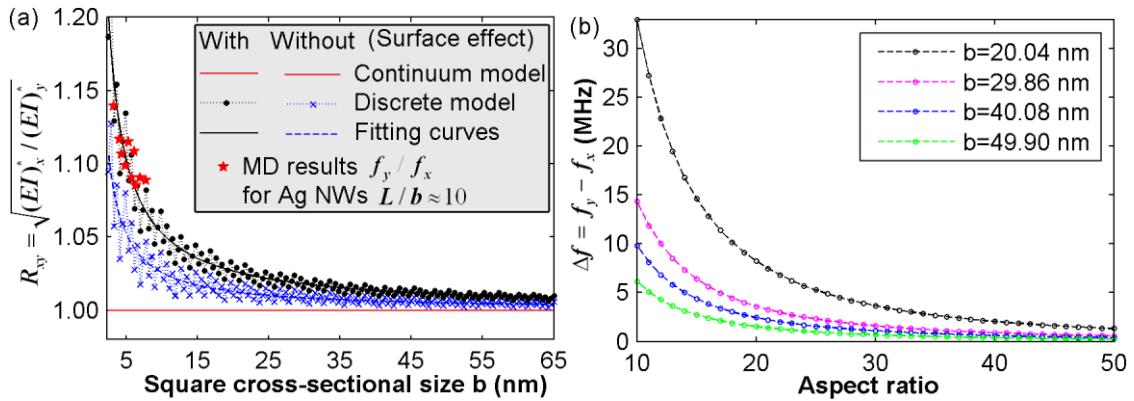 (a)
1.20
1.15
1.10
1.05
1.00
R_xy = √(EI)*_x / (EI)*_y
With Without (Surface effect)
Continuum model
Discrete model
Fitting curves
MD results f_y / f_x
for Ag NWs L / b ≈ 10
5 15 25 35 45 55 65
Square cross-sectional size b (nm)
(b)
30
25
20
15
10
5
0
Δf = f_y − f_x (MHz)
b=20.04 nm
b=29.86 nm
b=40.08 nm
b=49.90 nm
10 20 30 40 50
Aspect ratio